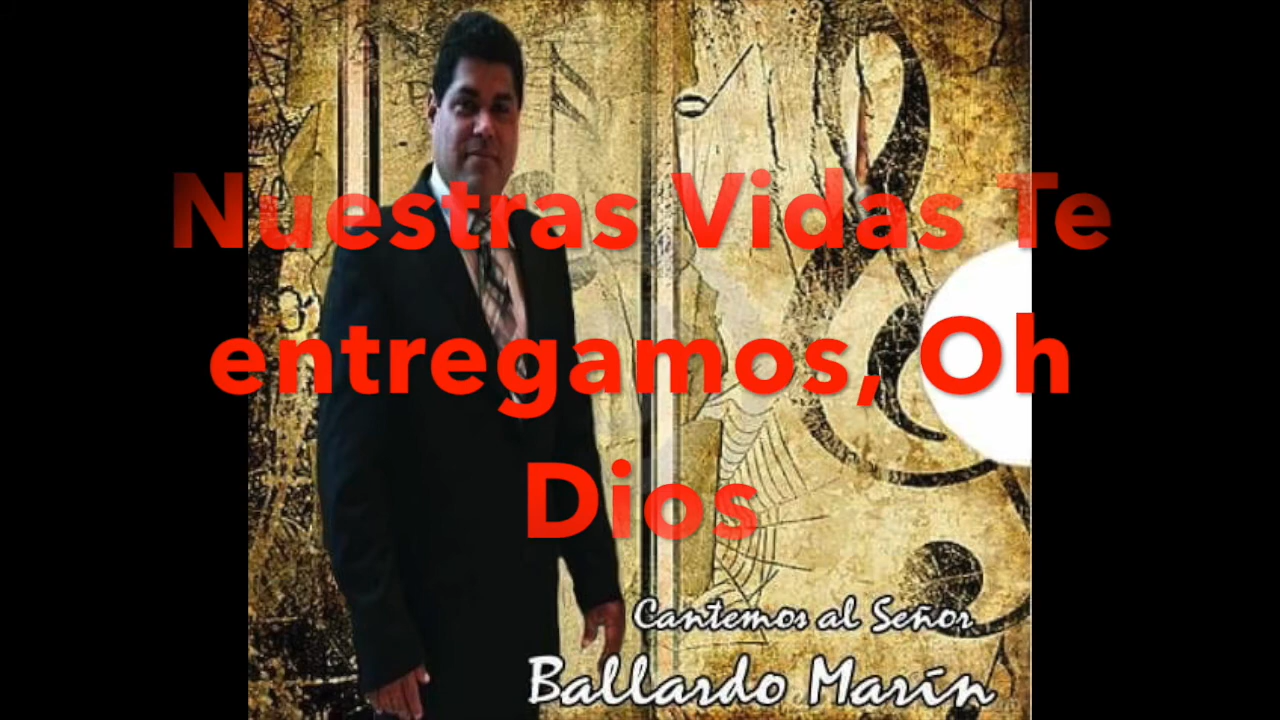 Nuestras Vidas Te
entregamos, Oh
Dios
Cantemos al Señor
Ballardo Marín